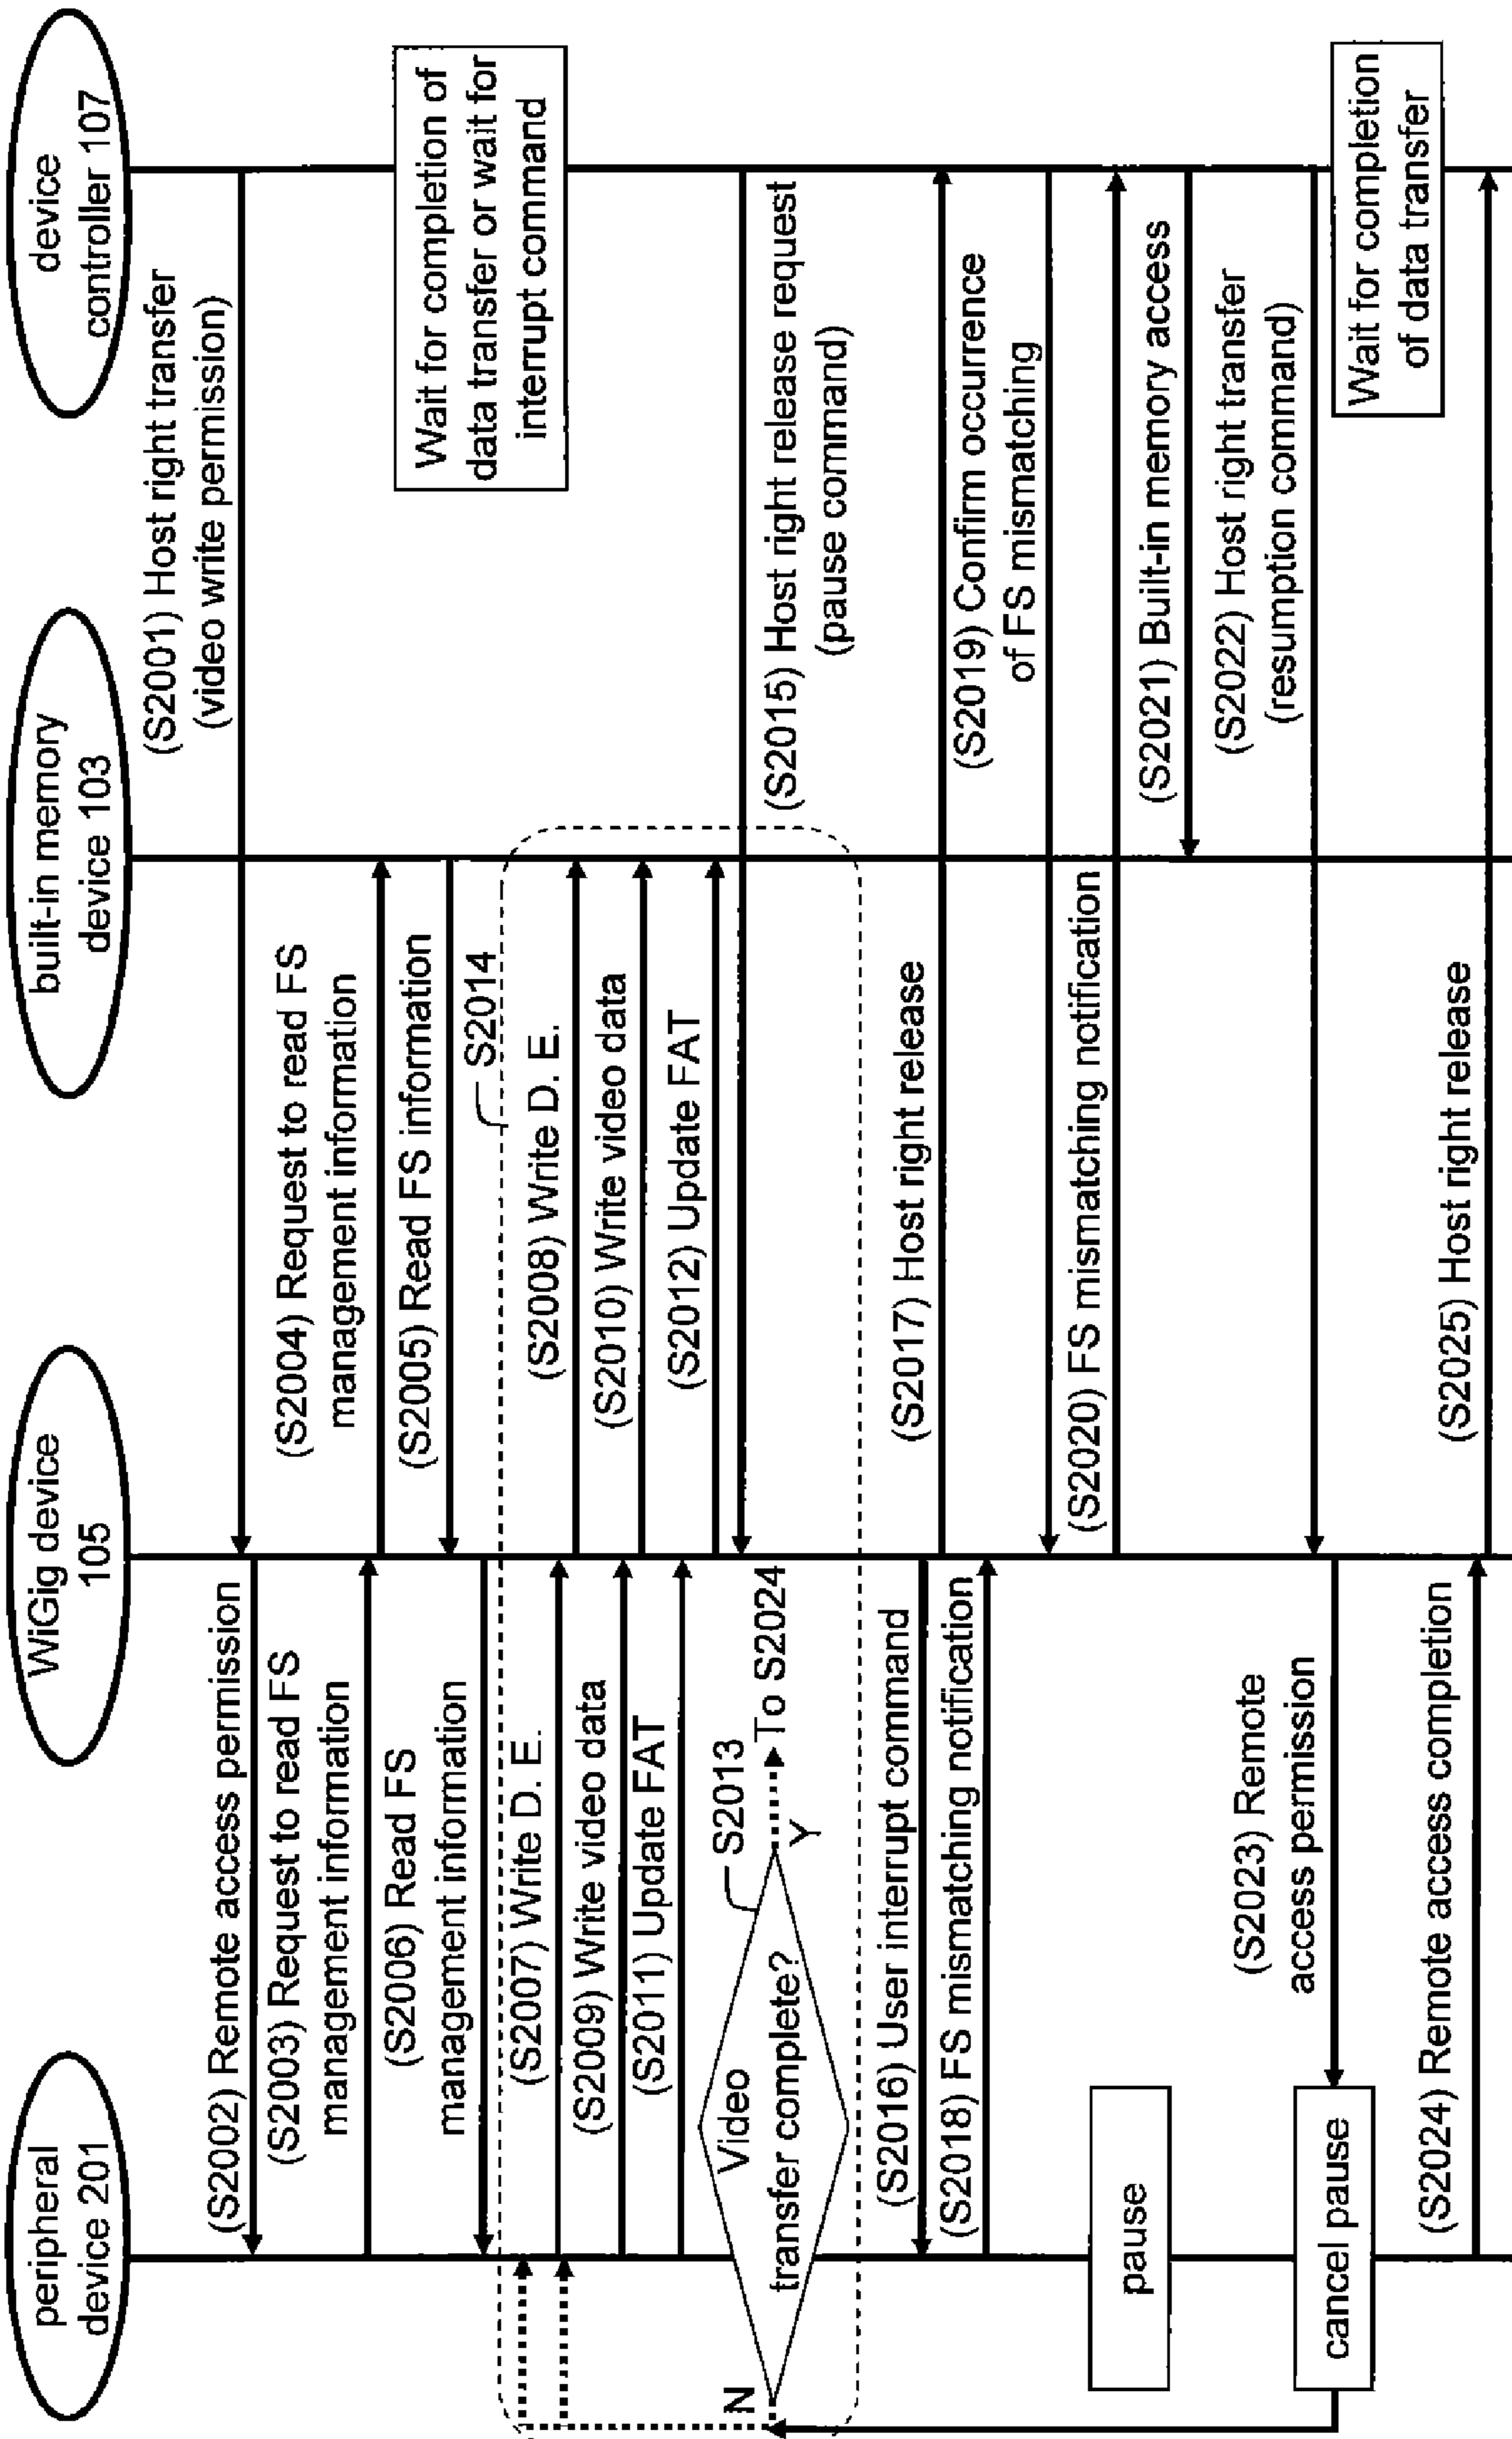 peripheral
device 201
WiGig device
105
built-in memory
device 103
device
controller 107
(S2001) Host right transfer
(video write permission)
(S2002) Remote access permission
(S2003) Request to read FS
management information
(S2004) Request to read FS
management information
(S2005) Read FS information
(S2006) Read FS
management information
Wait for completion of
data transfer or wait for
interrupt command
S2014
(S2007) Write D. E.
(S2008) Write D. E.
(S2009) Write video data
(S2010) Write video data
(S2011) Update FAT
(S2012) Update FAT
S2013
Video
transfer complete?
N
Y
To S2024
(S2015) Host right release request
(pause command)
(S2016) User interrupt command
(S2017) Host right release
(S2018) FS mismatching notification
(S2019) Confirm occurrence
of FS mismatching
(S2020) FS mismatching notification
pause
(S2021) Built-in memory access
(S2022) Host right transfer
(resumption command)
(S2023) Remote
access permission
cancel pause
Wait for completion
of data transfer
(S2024) Remote access completion
(S2025) Host right release